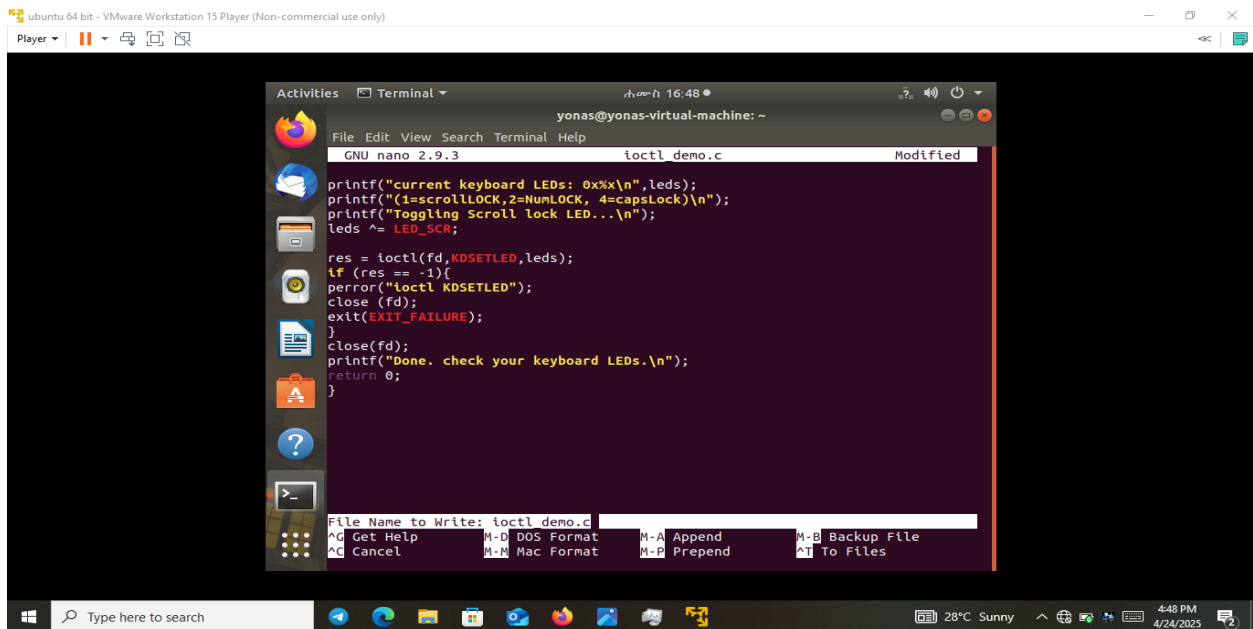 ubuntu 64 bit - VMware Workstation 15 Player (Non-commercial use only)
Player
Activities Terminal ሐሙስ 16:48
yonas@yonas-virtual-machine: ~
File Edit View Search Terminal Help
GNU nano 2.9.3 ioctl_demo.c Modified
printf("current keyboard LEDs: 0x%x\n",leds);
printf("(1=scrollLOCK,2=NumLOCK, 4=capsLock)\n");
printf("Toggling Scroll lock LED...\n");
leds ^= LED_SCR;
res = ioctl(fd,KDSETLED,leds);
if (res == -1){
perror("ioctl KDSETLED");
close (fd);
exit(EXIT_FAILURE);
}
close(fd);
printf("Done. check your keyboard LEDs.\n");
return 0;
}
File Name to Write: ioctl_demo.c
^G Get Help M-D DOS Format M-A Append M-B Backup File
^C Cancel M-M Mac Format M-P Prepend ^T To Files
Type here to search 28°C Sunny 4:48 PM
4/24/2025
2